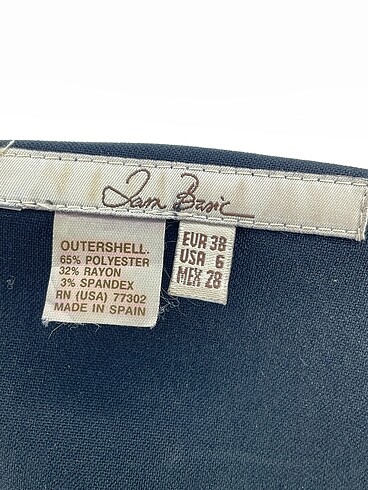 Zara Basic
OUTERSHELL.
65% POLYESTER
32% RAYON
3% SPANDEX
RN (USA) 77302
MADE IN SPAIN
EUR 38
USA 6
MEX 28